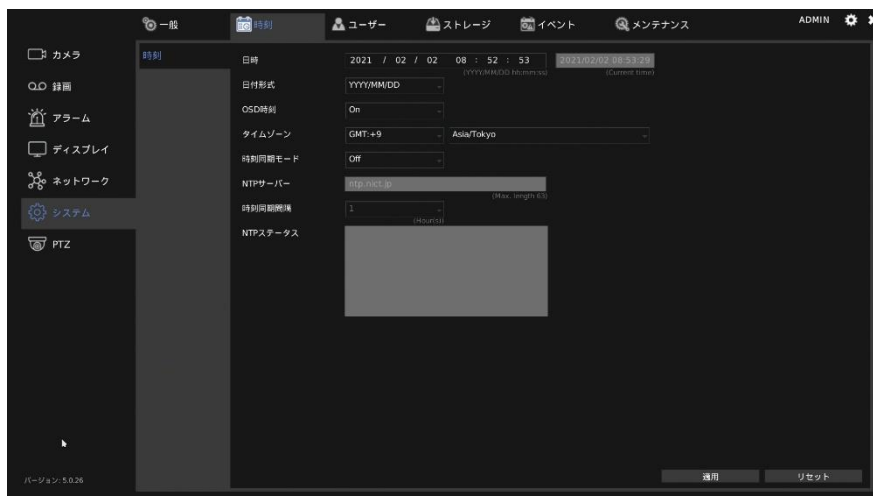 一般 時刻 ユーザー ストレージ イベント メンテナンス ADMIN
カメラ
録画
アラーム
ディスプレイ
ネットワーク
システム
PTZ
バージョン: 5.0.26
時刻
日時 2021 / 02 / 02 08 : 52 : 53 2021/02/02 08:53:29
(YYYY/MM/DD hh:mm:ss) (Current time)
日付形式 YYYY/MM/DD
OSD時刻 On
タイムゾーン GMT:+9 Asia/Tokyo
時刻同期モード Off
NTPサーバー ntp.nict.jp
(Max. length 63)
時刻同期間隔 1
(Hour(s))
NTPステータス
適用 リセット